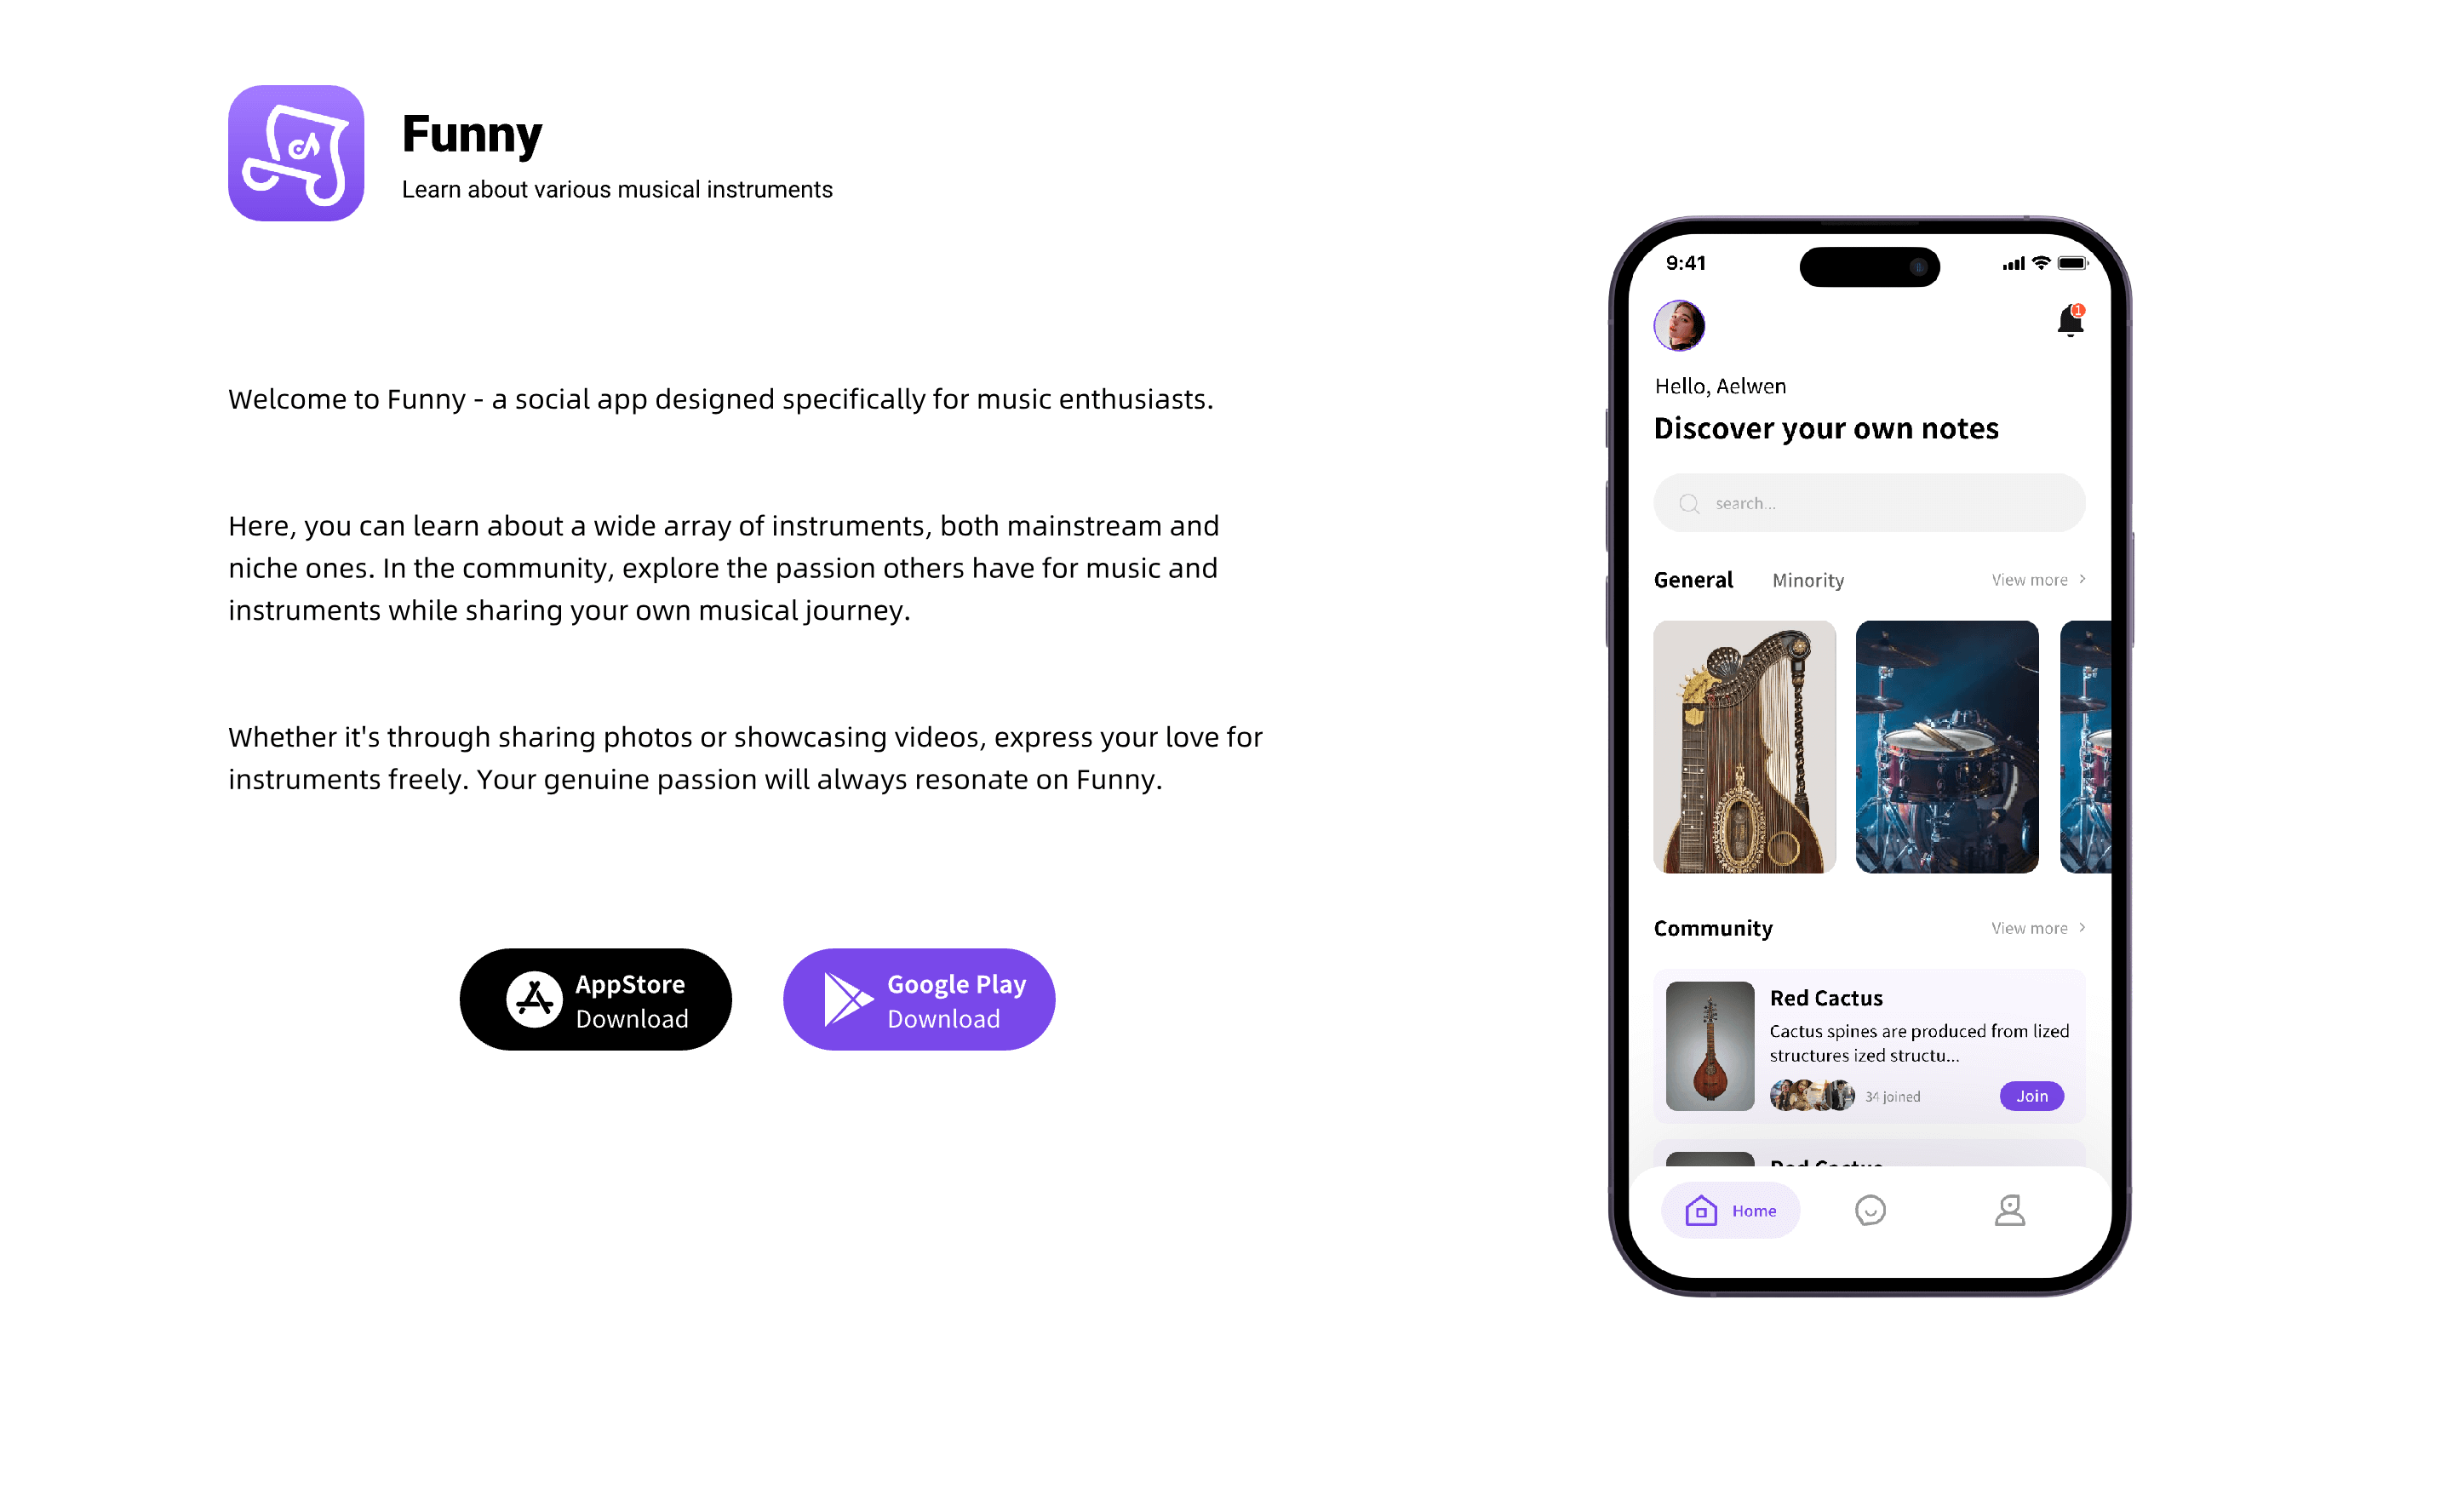 Funny
Learn about various musical instruments
Welcome to Funny - a social app designed specifically for music enthusiasts.
Here, you can learn about a wide array of instruments, both mainstream and
niche ones. In the community, explore the passion others have for music and
instruments while sharing your own musical journey.
Whether it's through sharing photos or showcasing videos, express your love for
instruments freely. Your genuine passion will always resonate on Funny.
AppStore
Download
Google Play
Download
9:41
1
Hello, Aelwen
Discover your own notes
search...
General Minority View more
Community View more
Red Cactus
Cactus spines are produced from lized
structures ized structu...
34 joined Join
Red Cactus
Home